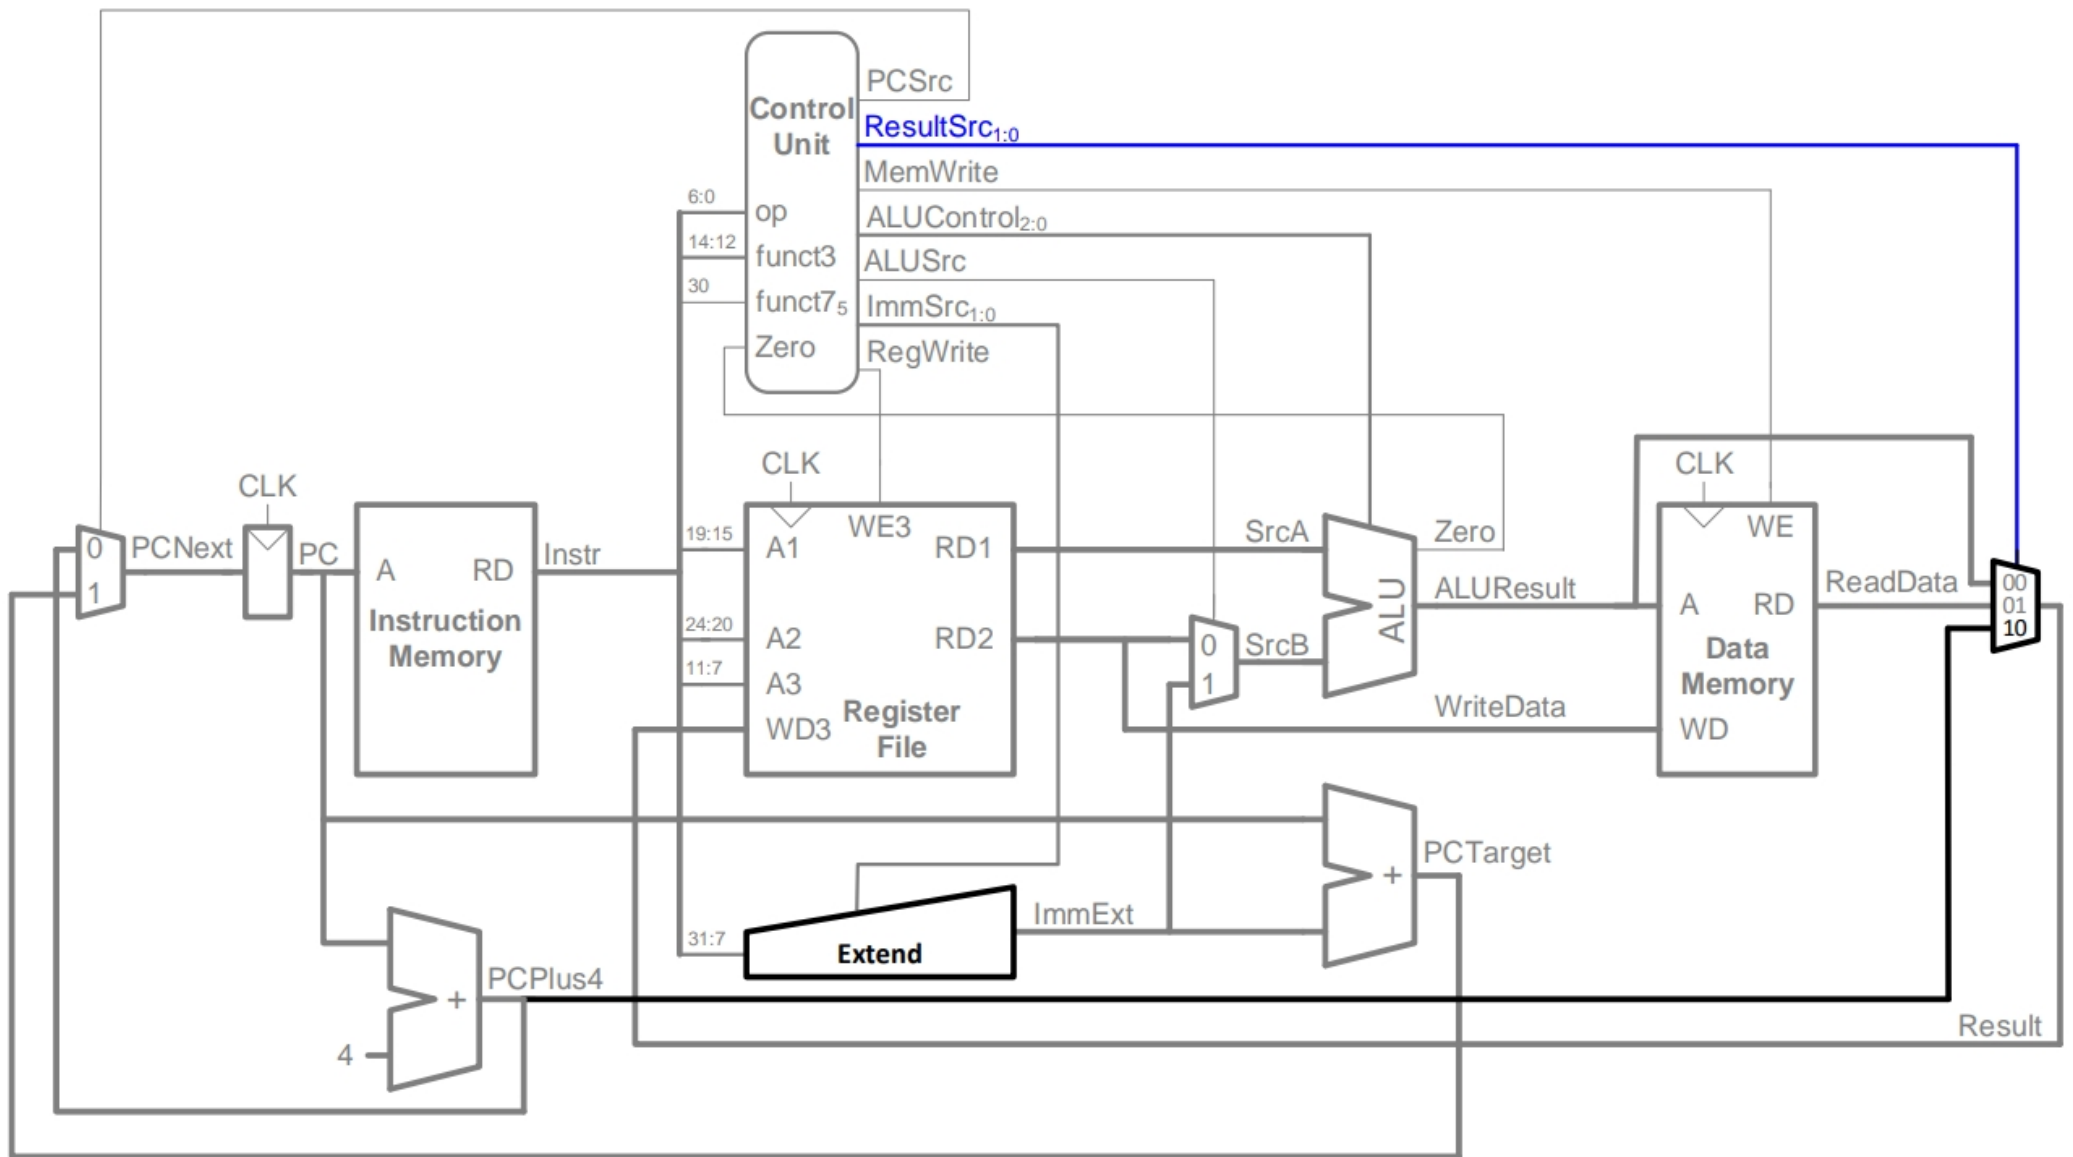 PCSrc
Control
Unit
ResultSrc1:0
MemWrite
6:0
op
ALUControl2:0
14:12
funct3
ALUSrc
30
funct75
ImmSrc1:0
Zero
RegWrite
CLK
CLK
CLK
0
1
PCNext
PC
A
RD
Instruction
Memory
Instr
19:15
A1
WE3
RD1
24:20
A2
RD2
11:7
A3
WD3
Register
File
SrcA
0
1
SrcB
ALU
Zero
ALUResult
WriteData
WE
A
RD
Data
Memory
WD
ReadData
00
01
10
PCTarget
+
ImmExt
31:7
Extend
PCPlus4
+
4
Result